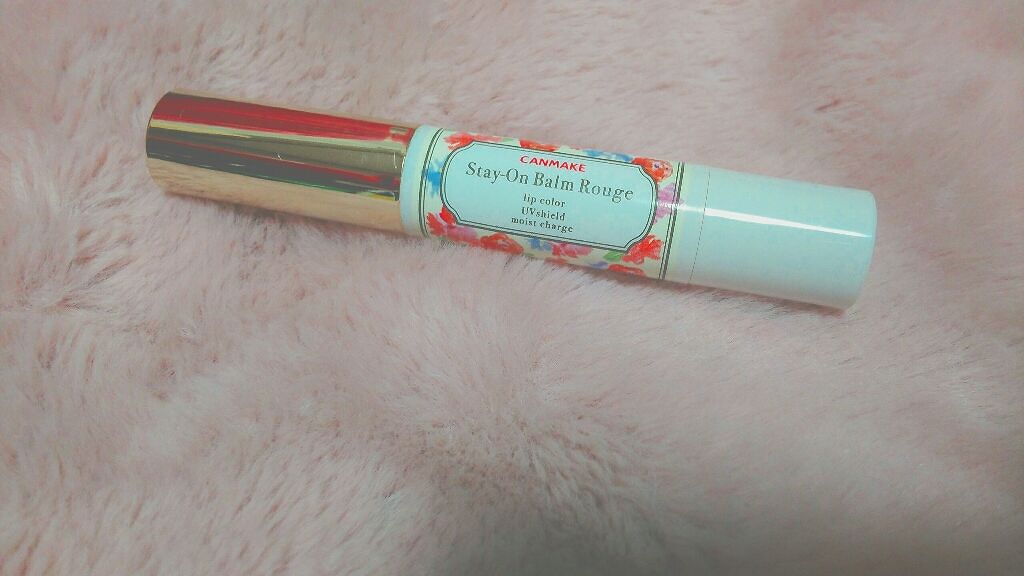 CANMAKE
Stay-On Balm Rouge
lip color
UVshield
moist charge